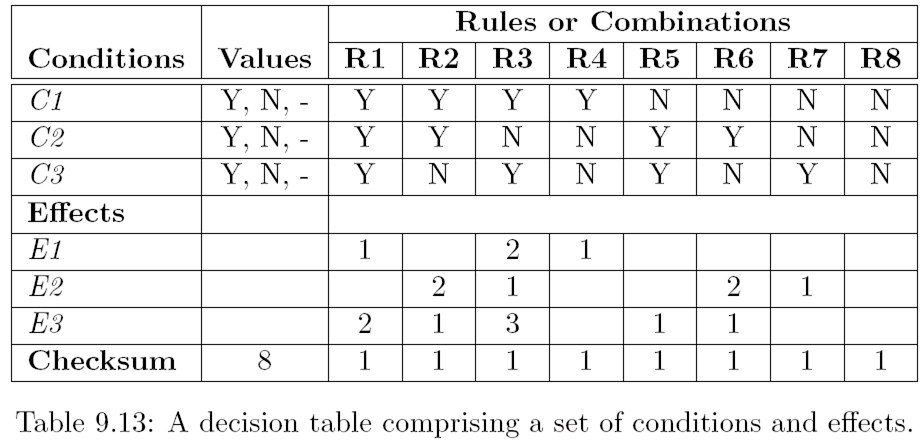 Rules or Combinations
Conditions Values R1 R2 R3 R4 R5 R6 R7 R8
C1 Y, N, - Y Y Y Y N N N N
C2 Y, N, - Y Y N N Y Y N N
C3 Y, N, - Y N Y N Y N Y N
Effects
E1 1 2 1
E2 2 1 2 1
E3 2 1 3 1 1
Checksum 8 1 1 1 1 1 1 1 1
Table 9.13: A decision table comprising a set of conditions and effects.